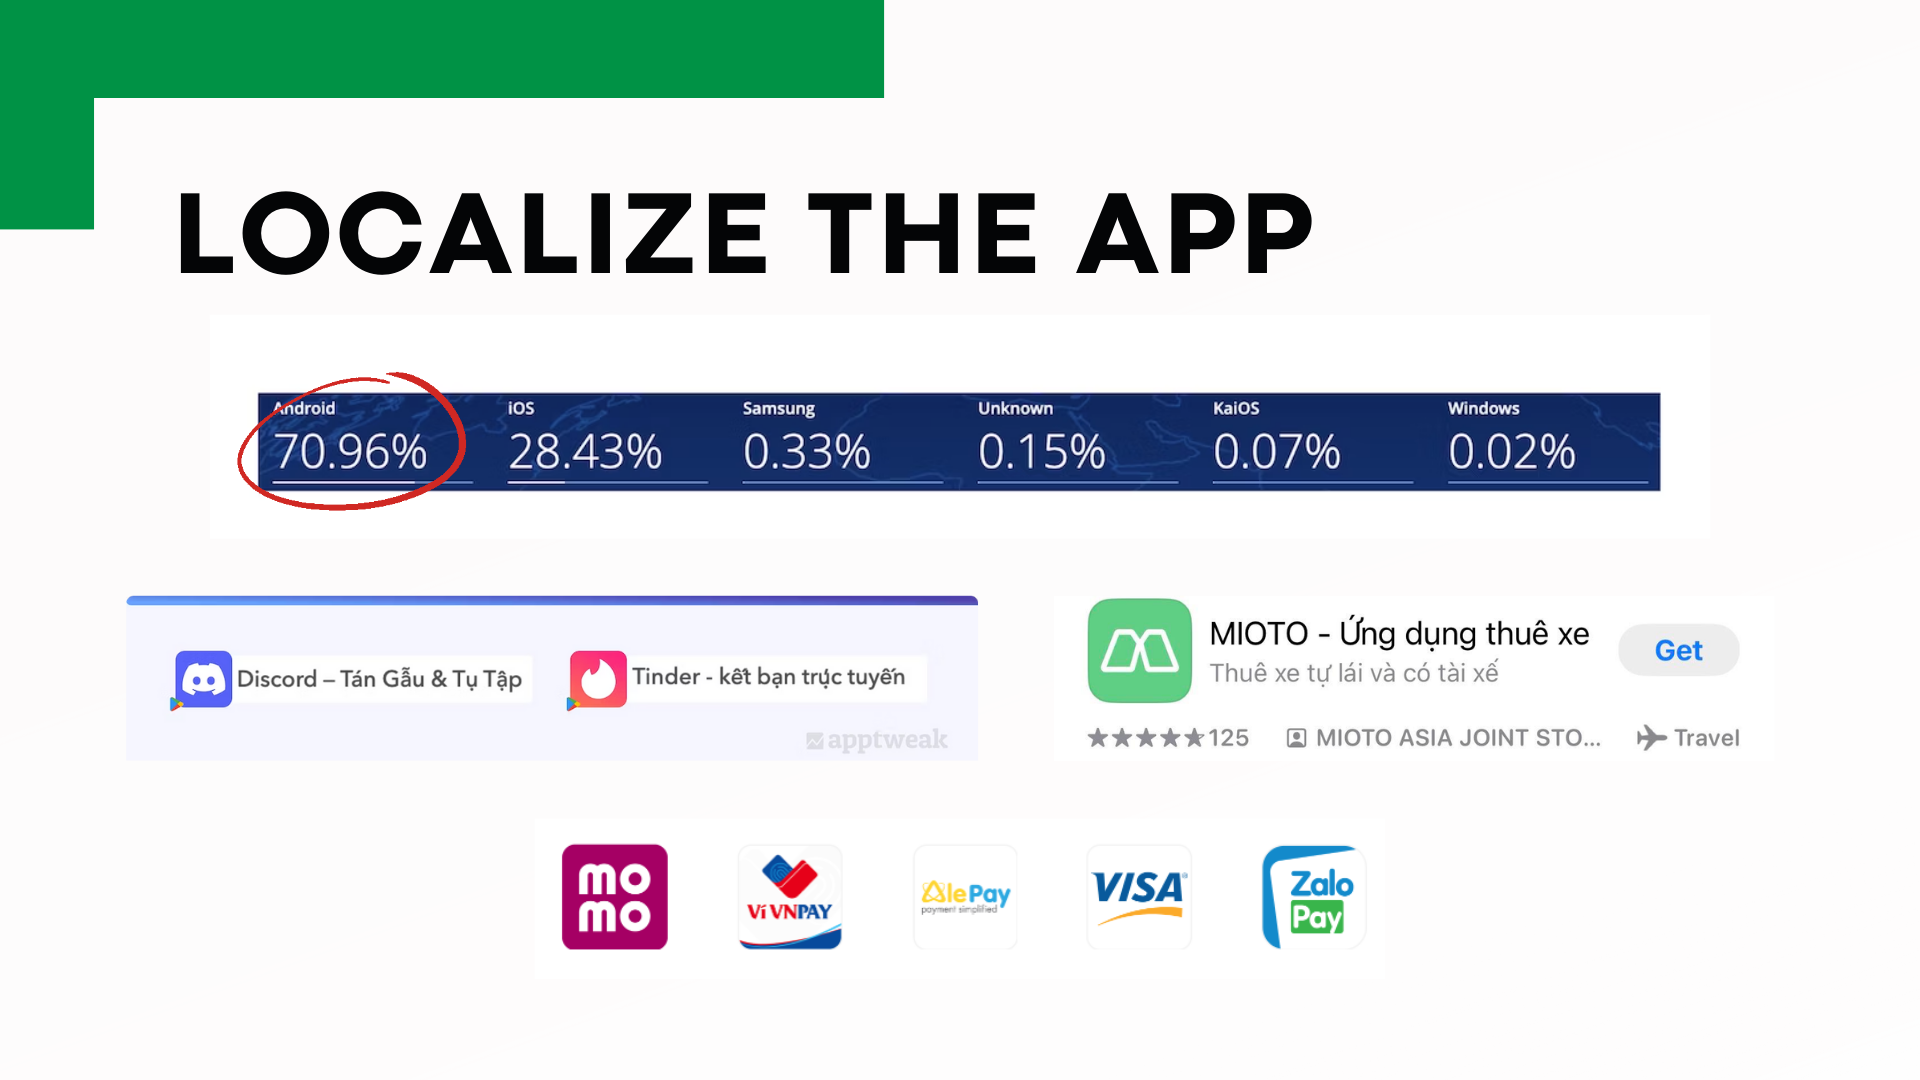 LOCALIZE THE APP
Android iOS Samsung Unknown KaiOS Windows
70.96% 28.43% 0.33% 0.15% 0.07% 0.02%
Discord – Tán Gẫu & Tụ Tập
Tinder - kết bạn trực tuyến
apptweak
MIOTO - Ứng dụng thuê xe
Thuê xe tự lái và có tài xế
Get
125 MIOTO ASIA JOINT STO... Travel
mo
mo
Ví VNPAY
AlePay
payment simplified
VISA
Zalo
Pay